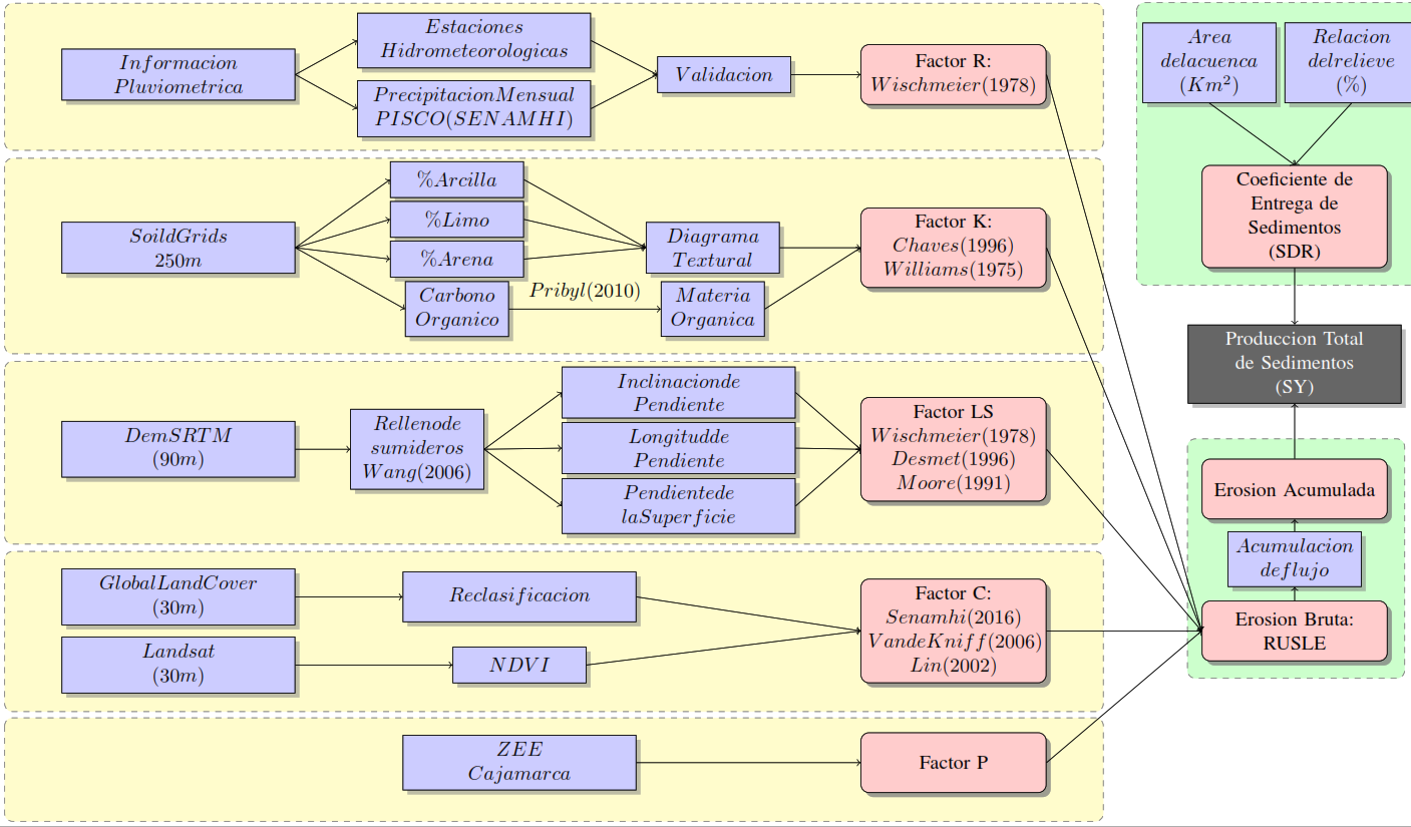 Informacion
Pluviometrica
Estaciones
Hidrometeorologicas
PrecipitacionMensual
PISCO(SENAMHI)
Validacion
Factor R:
Wischmeier(1978)
SoildGrids
250m
%Arcilla
%Limo
%Arena
Carbono
Organico
Pribyl(2010)
Diagrama
Textural
Materia
Organica
Factor K:
Chaves(1996)
Williams(1975)
DemSRTM
(90m)
Rellenode
sumideros
Wang(2006)
Inclinacionde
Pendiente
Longitudde
Pendiente
Pendientede
laSuperficie
Factor LS
Wischmeier(1978)
Desmet(1996)
Moore(1991)
GlobalLandCover
(30m)
Landsat
(30m)
Reclasificacion
NDVI
Factor C:
Senamhi(2016)
VandeKniff(2006)
Lin(2002)
ZEE
Cajamarca
Factor P
Area
delacuenca
(Km²)
Relacion
delrelieve
(%)
Coeficiente de
Entrega de
Sedimentos
(SDR)
Produccion Total
de Sedimentos
(SY)
Erosion Acumulada
Acumulacion
deflujo
Erosion Bruta:
RUSLE